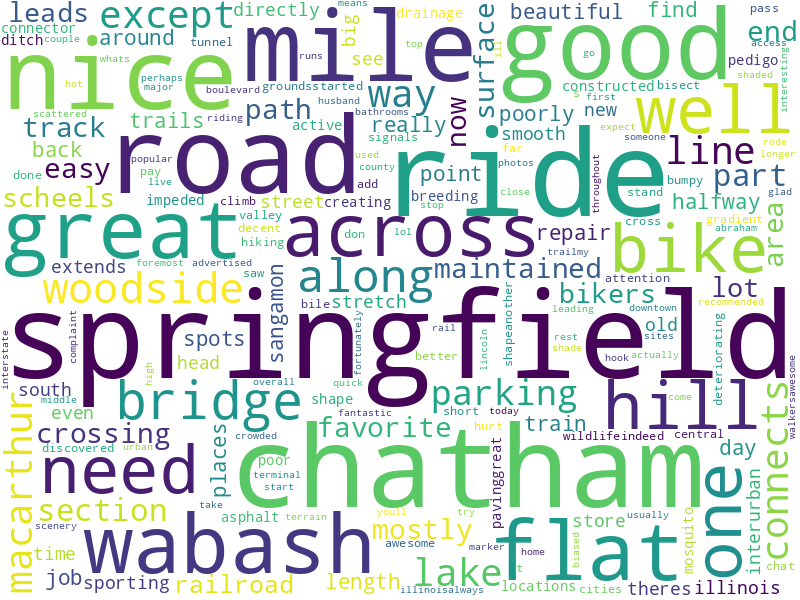 leads
except
directly
around
connector
ditch
couple
means
runs
tunnel
whats
nice
mile
big
see
drainage
top
surface
ill
beautiful
find
good
end
pass
access
shaded
interesting
constructed
bisect
pedigo
go
s
first
new
perhaps
major
hot
boulevard
groundsstarted
husband
bathrooms
riding
scattered
track
trails
path
active
way
really
signals
now
poorly
smooth
well
expect
someone
rode
longer
back
done
popular
pay
live
road
easy
photos
used
county
far
point
ride
throughout
line
close
stand
bumpy
part
glad
scheels
impeded
climb
street
creating
add
breeding
stop
halfway
gradient
cross
abraham
area
great
valley
decent
hiking
across
don
lol
advertised
foremost
repair
trailmy
bike
attention
recommended
extends
saw
sangamon
along
maintained
lot
woodside
bile
stretch
bikers
leading
downtown
old
sites
interstate
complaint
spots
springfield
fortunately
rail
lincoln
shapeanother
better
rest
shade
hook
actually
deteriorating
head
overall
south
high
middle
quick
shape
parking
hill
come
connects
walkersawesome
macarthur
even
bridge
fantastic
short
today
crossing
discovered
urban
places
crowded
favorite
train
hurt
wildlifeindeed
central
day
need
poor
terminal
start
chatham
pavinggreat
one
interurban
mosquito
chat
section
time
scenery
wabash
take
asphalt
terrain
youll
mostly
try
marker
flat
store
usually
biased
home
awesome
job
sporting
railroad
length
illinoisalways
lake
t
locations
cities
theres
illinois